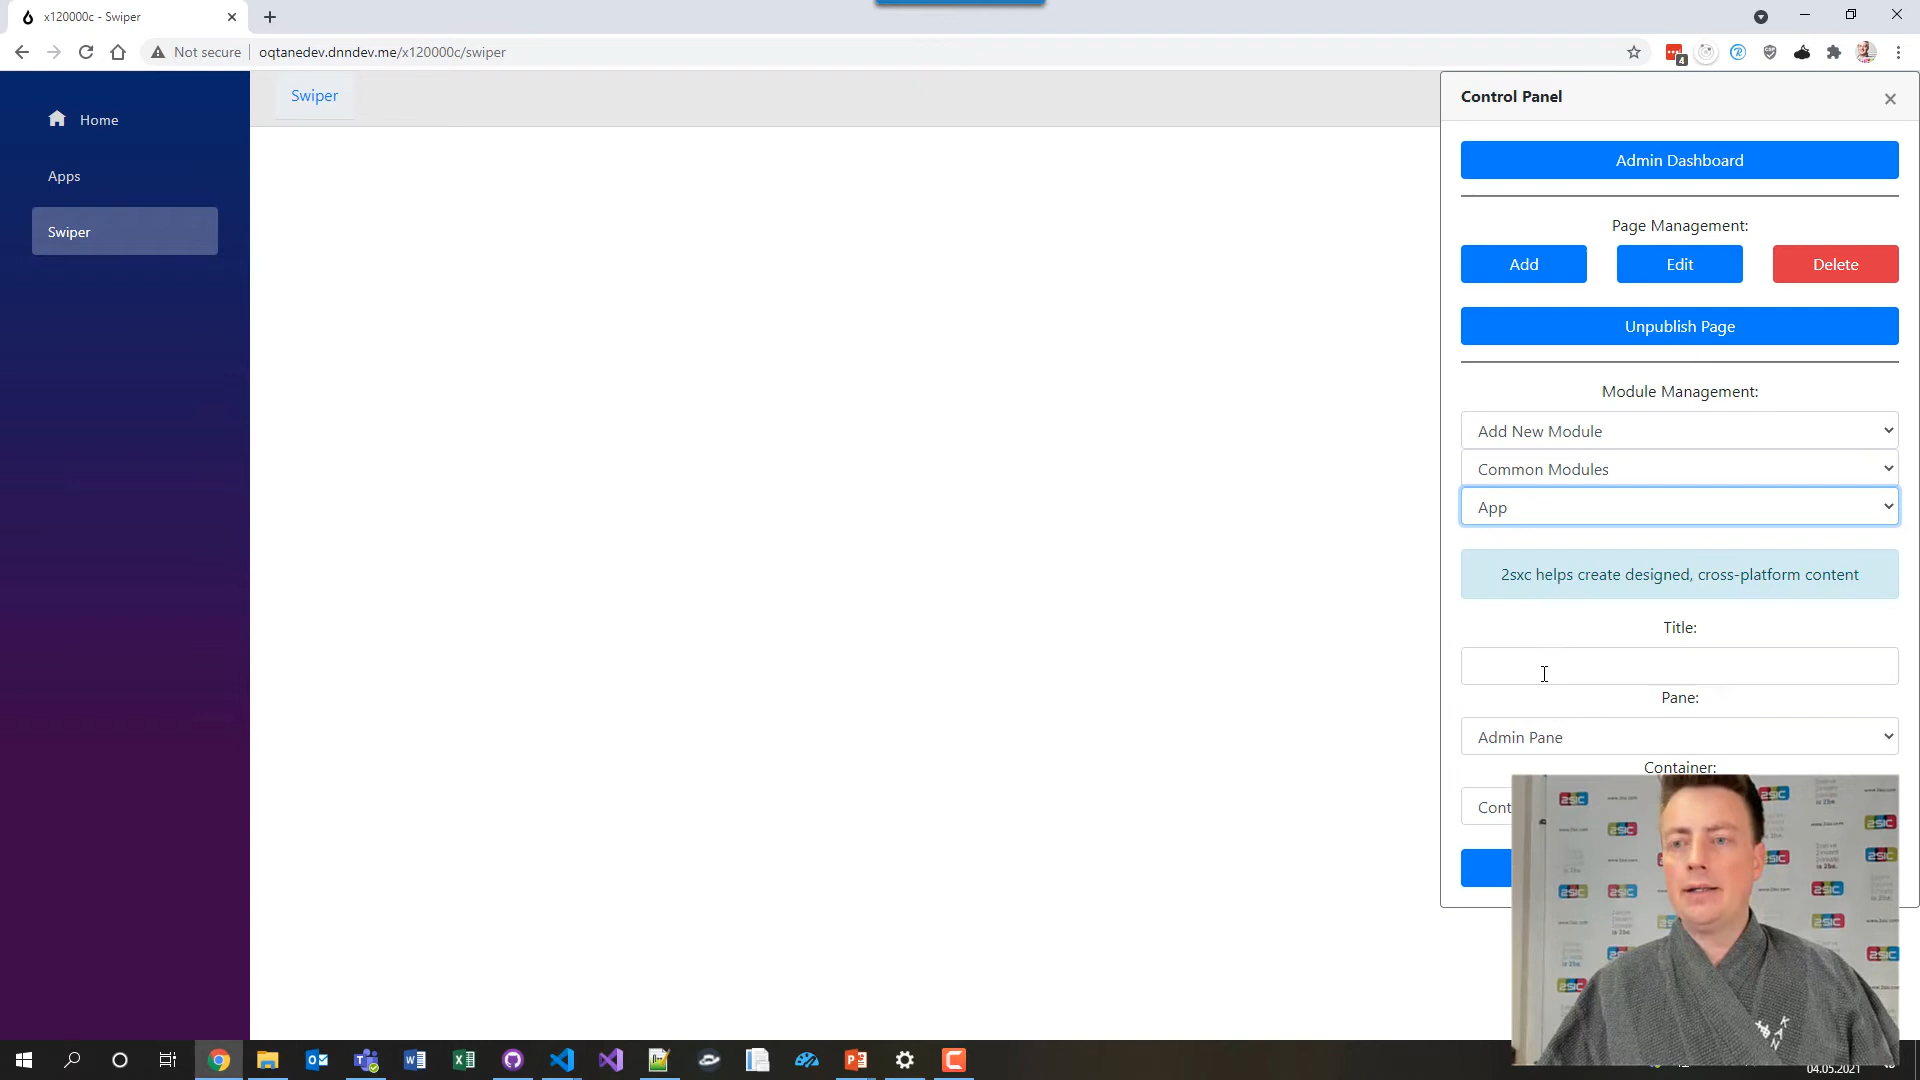 x120000c - Swiper
Not secure
oqtanedev.dnndev.me/x120000c/swiper
4
Home
Apps
Swiper
Swiper
Control Panel
Admin Dashboard
Page Management:
Add
Edit
Delete
Unpublish Page
Module Management:
Add New Module
Common Modules
App
2sxc helps create designed, cross-platform content
Title:
Pane:
Admin Pane
Container:
Cont
04.05.2021